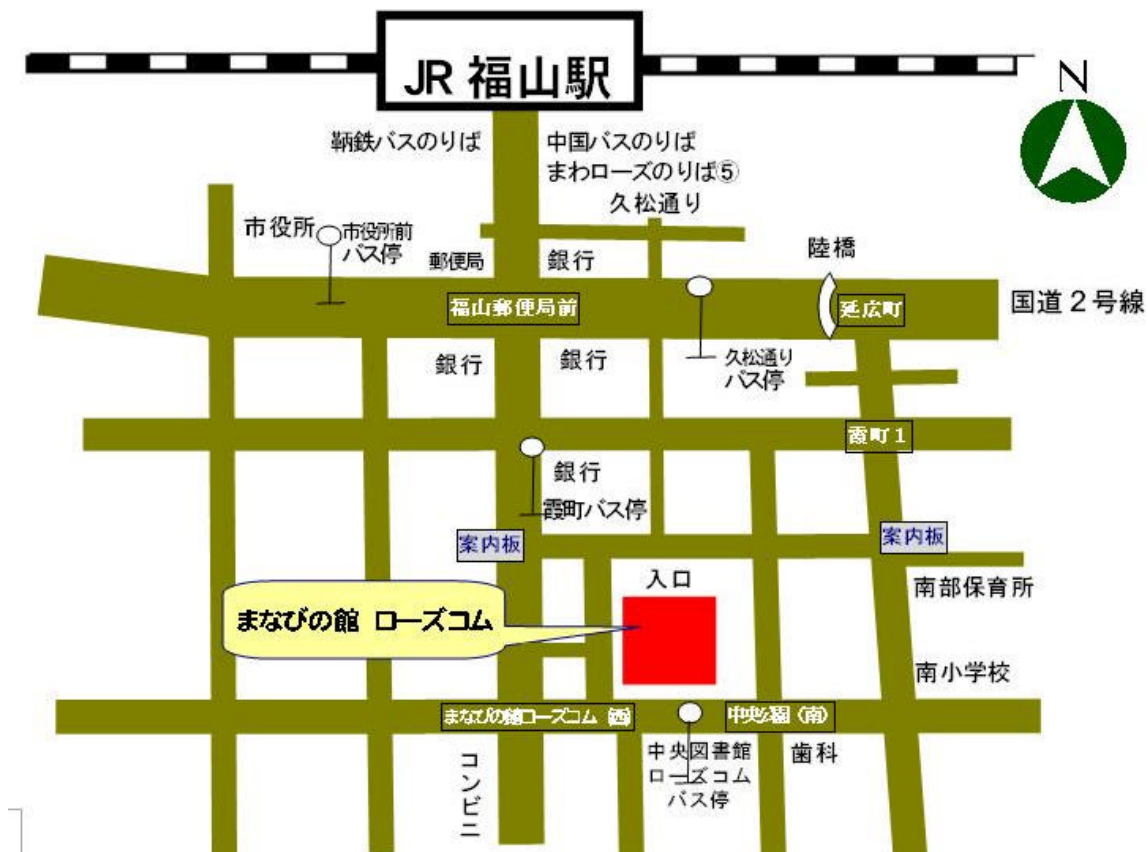 JR 福山駅
N
鞆鉄バスのりば
中国バスのりば
まわローズのりば⑤
久松通り
市役所
市役所前
バス停
郵便局
銀行
陸橋
福山郵便局前
延広町
国道２号線
銀行
銀行
久松通り
バス停
霞町１
銀行
霞町バス停
案内板
案内板
入口
南部保育所
まなびの館 ローズコム
南小学校
まなびの館ローズコム（西）
中央公園（南）
コンビニ
中央図書館
ローズコム
バス停
歯科